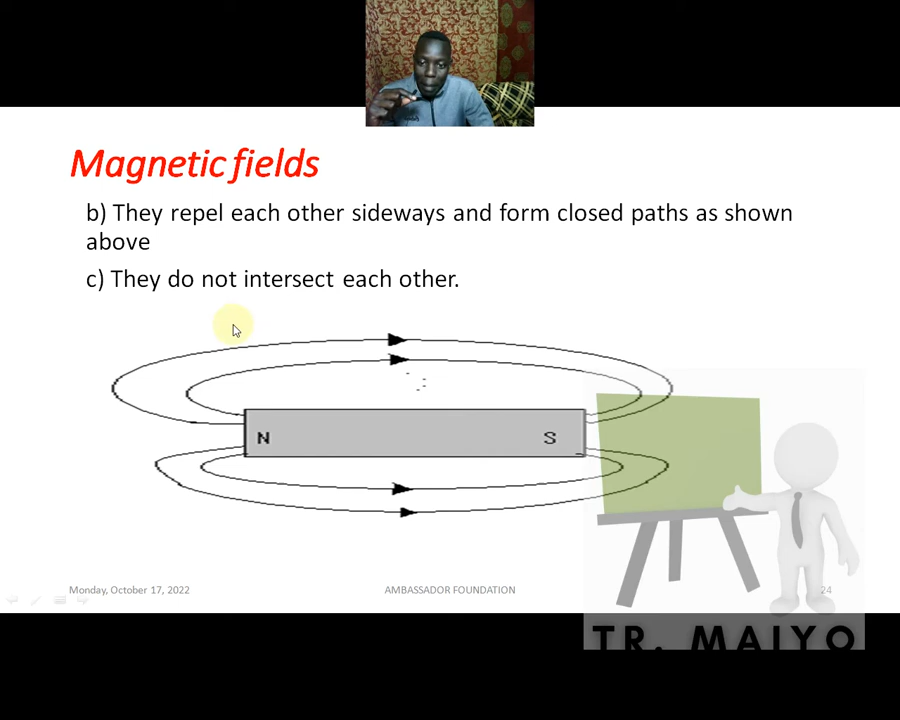 Magnetic fields
b) They repel each other sideways and form closed paths as shown
above
c) They do not intersect each other.
N
S
Monday, October 17, 2022
AMBASSADOR FOUNDATION
24
TR. MAIYO